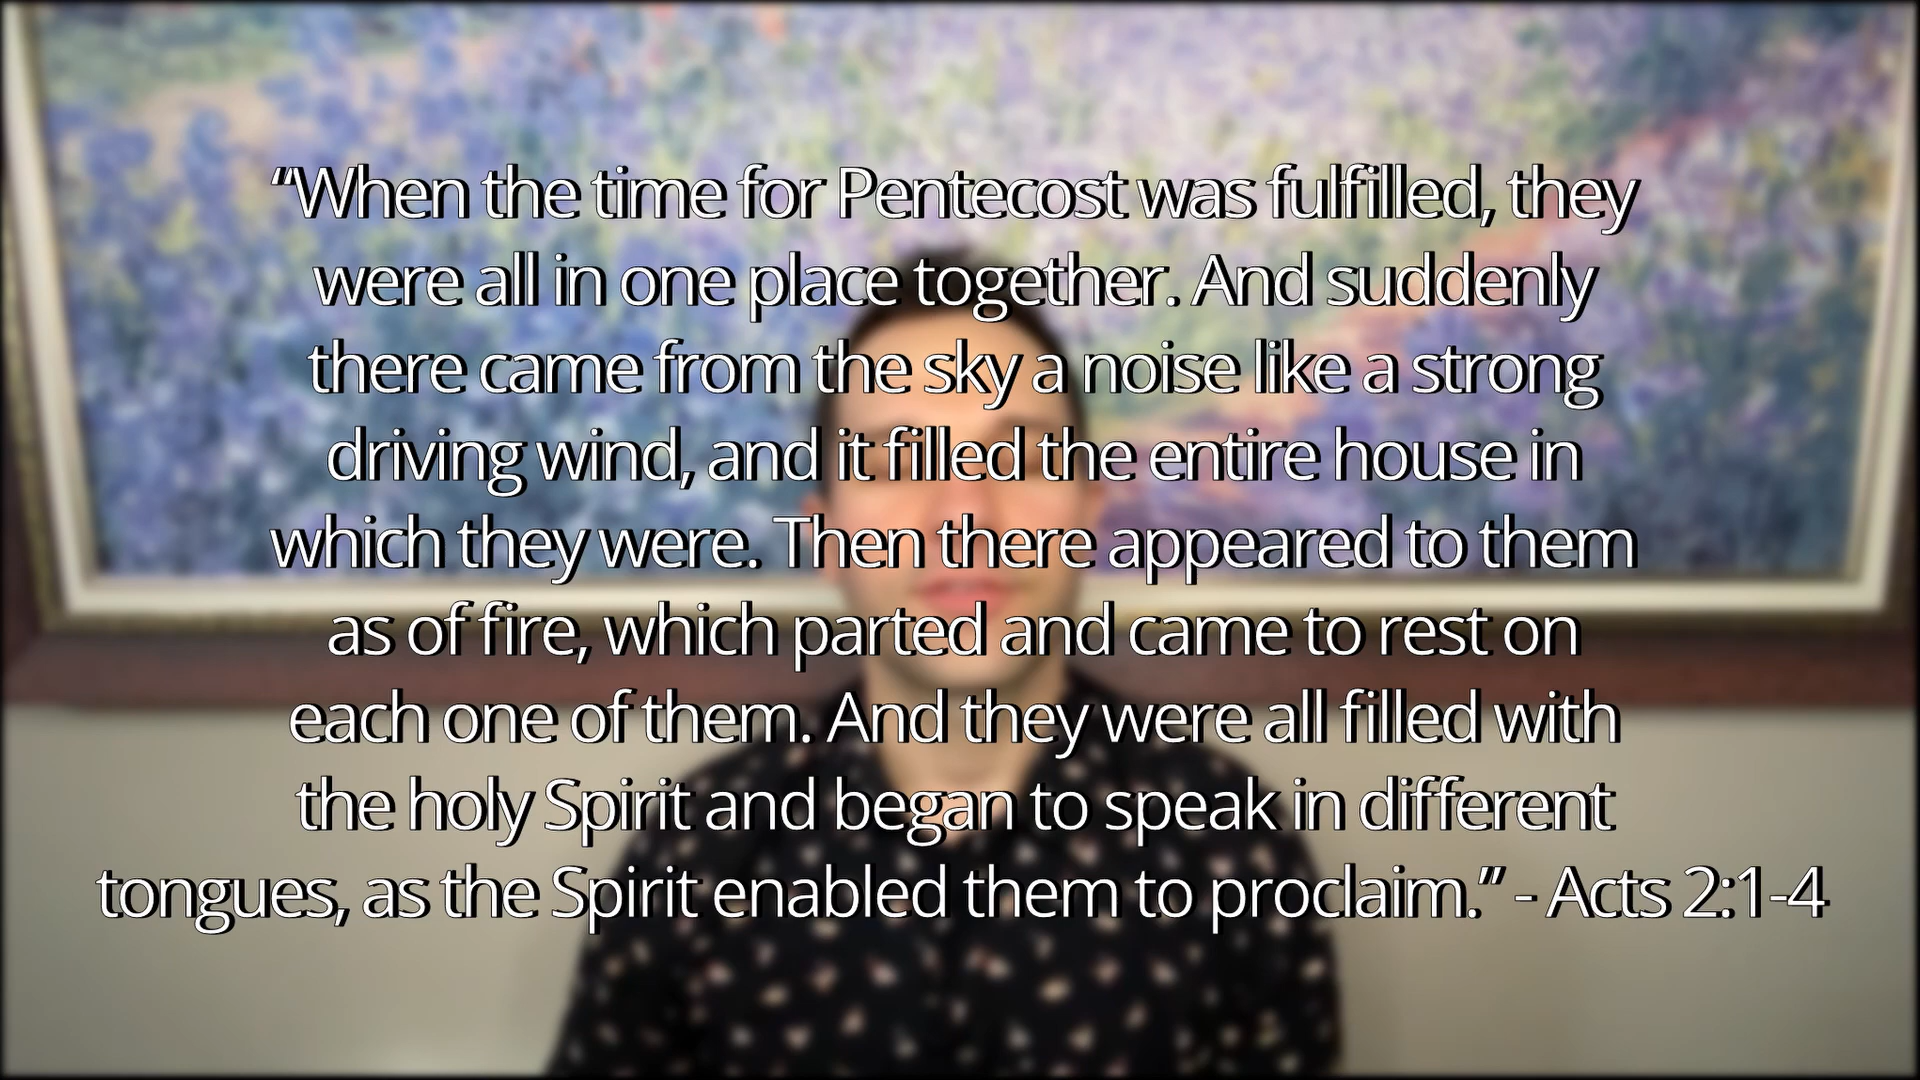 “When the time for Pentecost was fulfilled, they
were all in one place together. And suddenly
there came from the sky a noise like a strong
driving wind, and it filled the entire house in
which they were. Then there appeared to them
as of fire, which parted and came to rest on
each one of them. And they were all filled with
the holy Spirit and began to speak in different
tongues, as the Spirit enabled them to proclaim.” - Acts 2:1-4